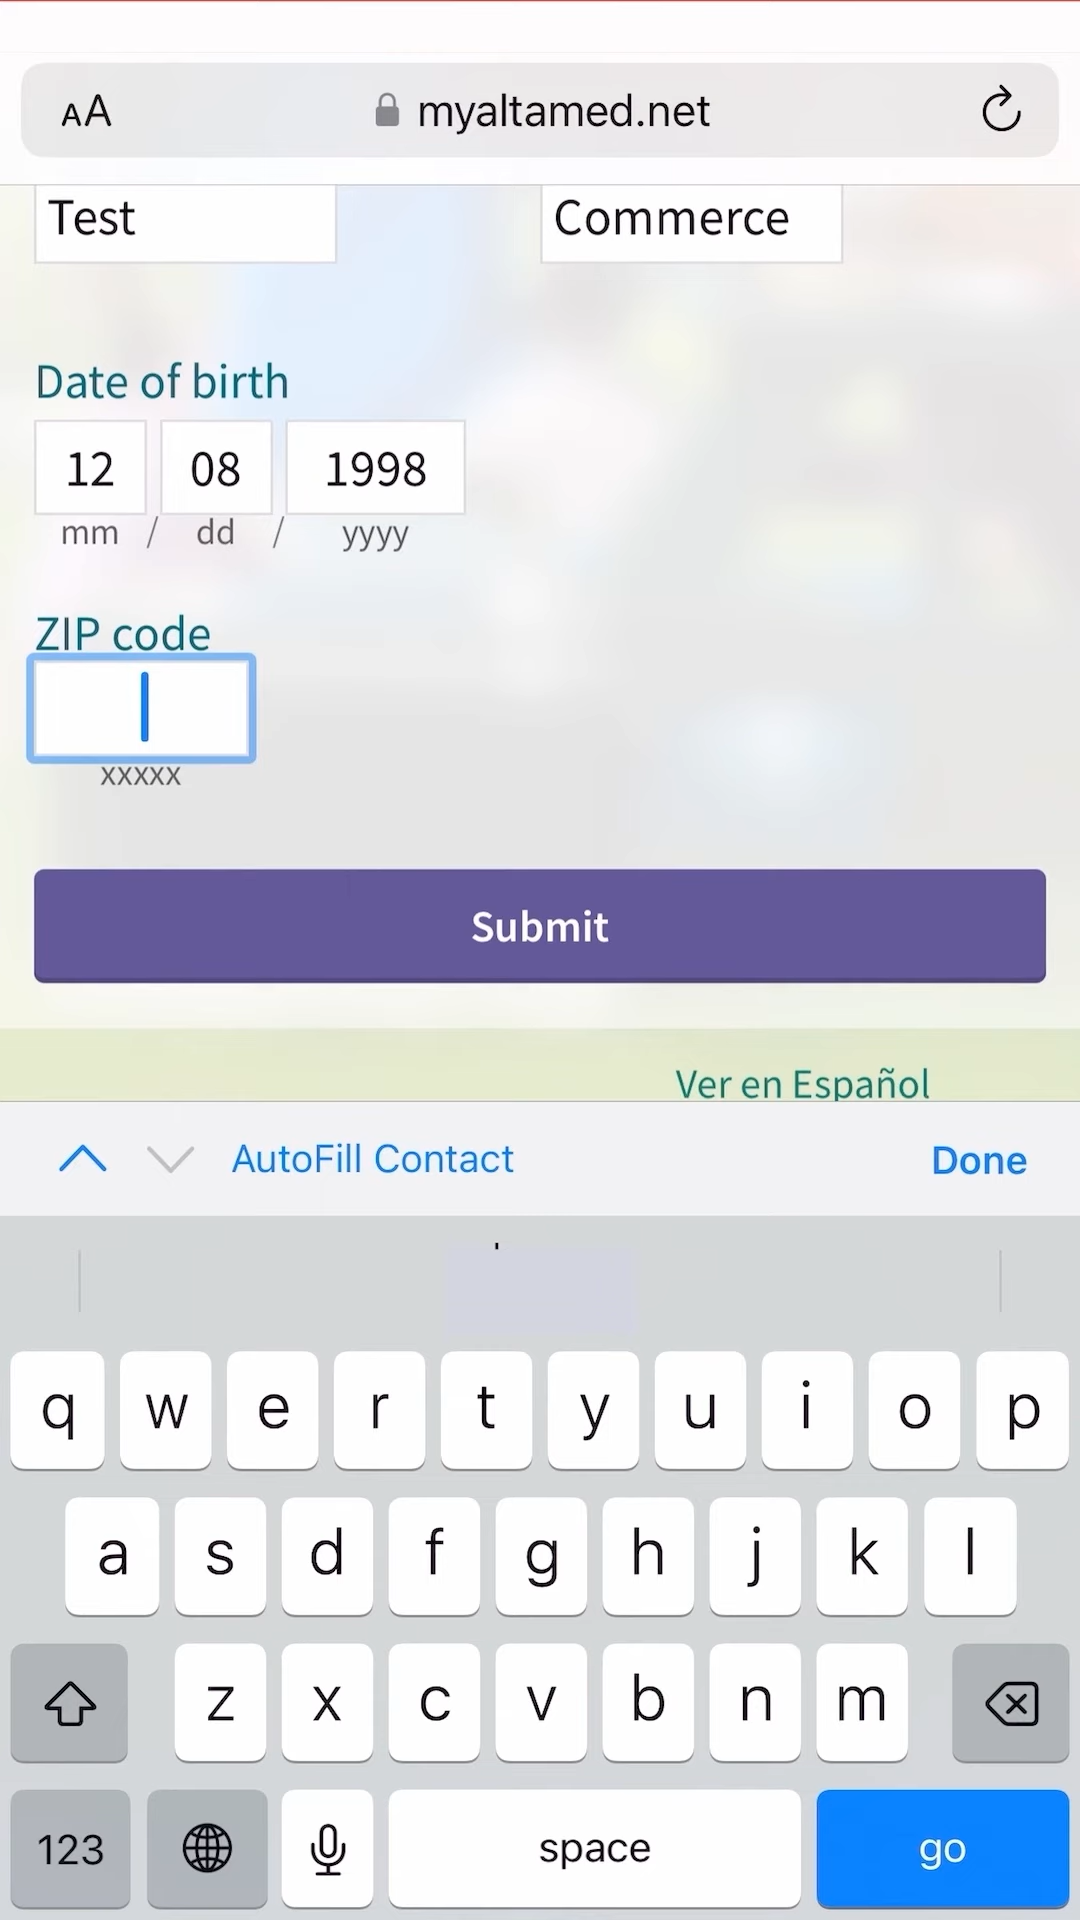 AA myaltamed.net
Test Commerce
Date of birth
12 08 1998
mm / dd / yyyy
ZIP code
xxxxx
Submit
Ver en Español
AutoFill Contact Done
q w e r t y u i o p
a s d f g h j k l
z x c v b n m
123 space go